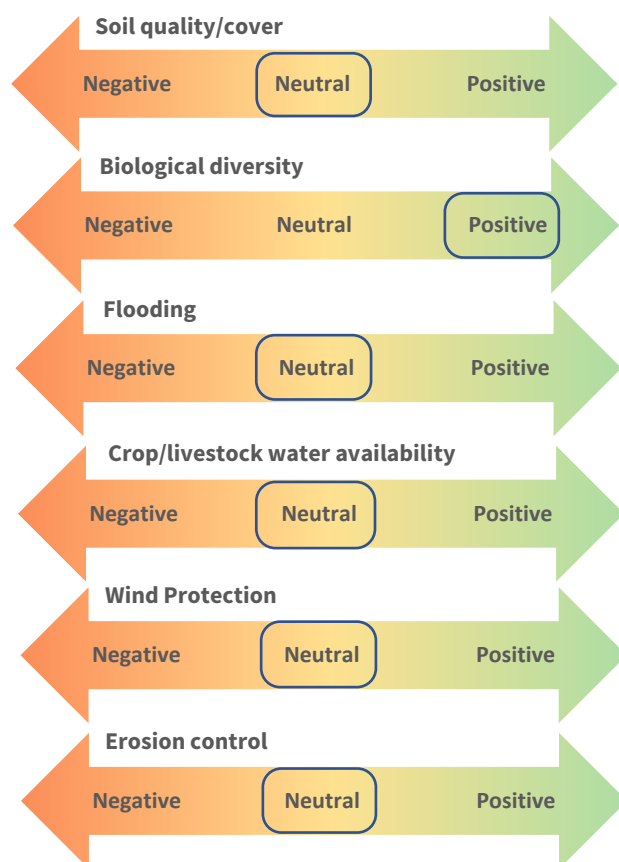 Soil quality/cover
Negative Neutral Positive
Biological diversity
Negative Neutral Positive
Flooding
Negative Neutral Positive
Crop/livestock water availability
Negative Neutral Positive
Wind Protection
Negative Neutral Positive
Erosion control
Negative Neutral Positive